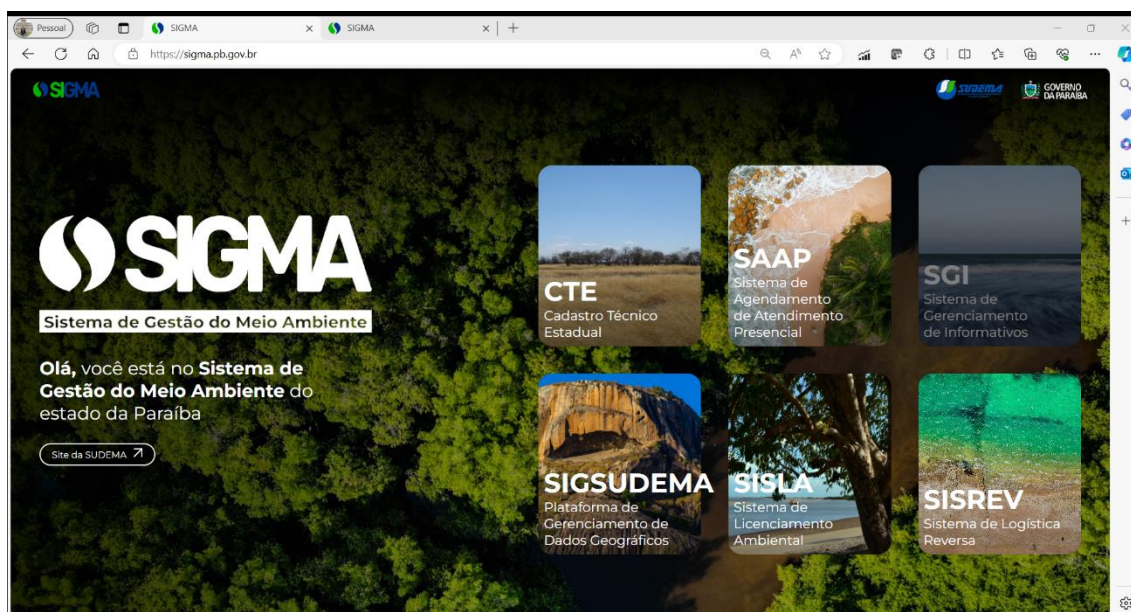 Pessoal
SIGMA
SIGMA
https://sigma.pb.gov.br
SIGMA
SUDEMA
GOVERNO
DA PARAÍBA
SIGMA
Sistema de Gestão do Meio Ambiente
Olá, você está no Sistema de
Gestão do Meio Ambiente do
estado da Paraíba
Site da SUDEMA
CTE
Cadastro Técnico
Estadual
SAAP
Sistema de
Agendamento
de Atendimento
Presencial
SGI
Sistema de
Gerenciamento
de Informativos
SIGSUDEMA
Plataforma de
Gerenciamento de
Dados Geográficos
SISLA
Sistema de
Licenciamento
Ambiental
SISREV
Sistema de Logística
Reversa